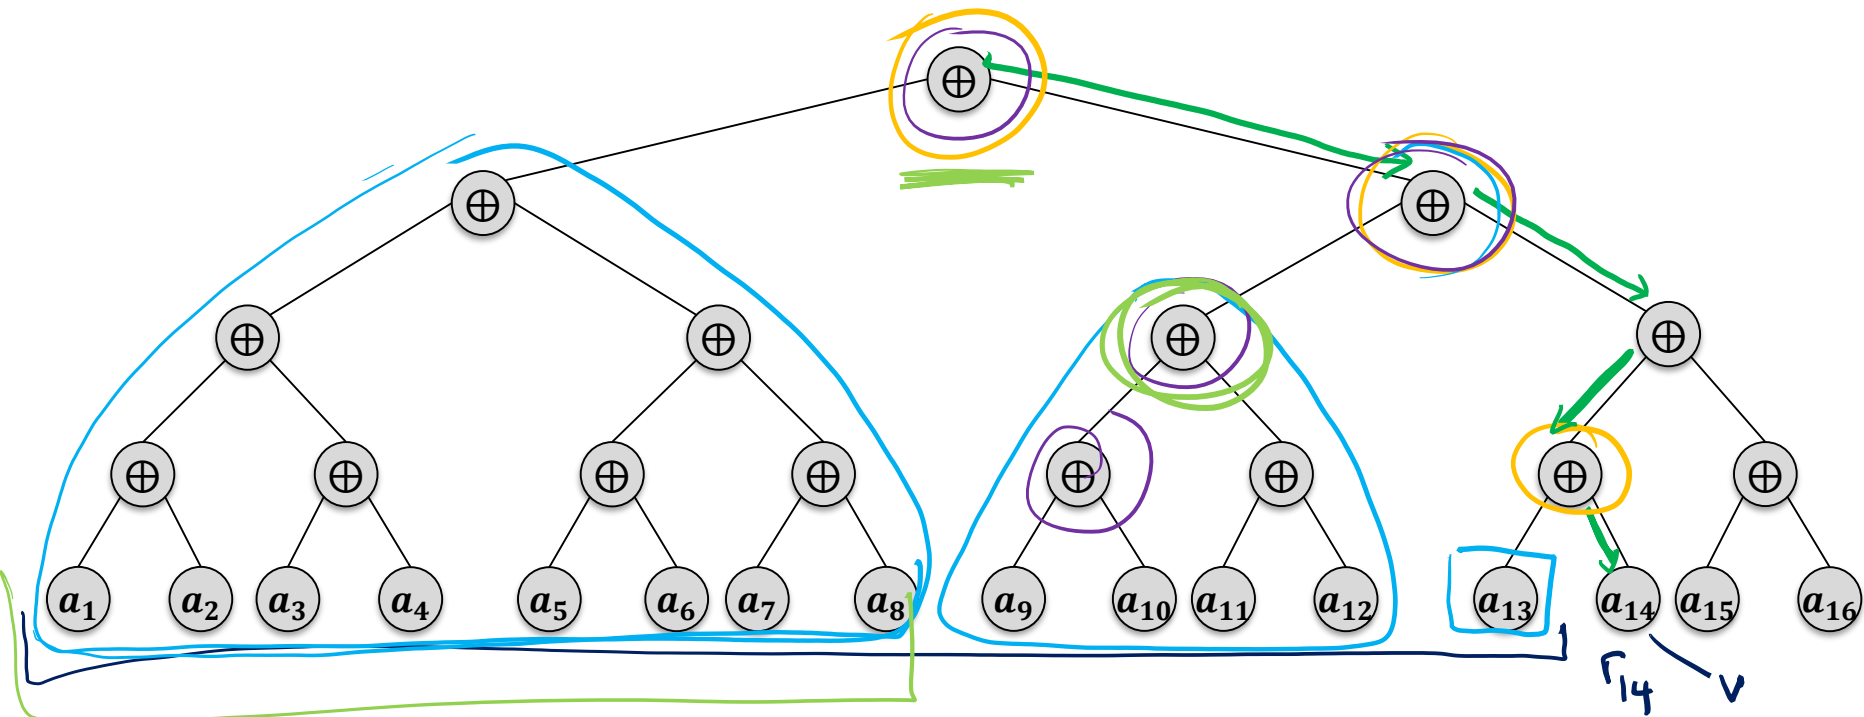 ⊕
⊕ ⊕
⊕ ⊕ ⊕ ⊕
⊕ ⊕ ⊕ ⊕ ⊕ ⊕ ⊕ ⊕
a₁ a₂ a₃ a₄ a₅ a₆ a₇ a₈ a₉ a₁₀ a₁₁ a₁₂ a₁₃ a₁₄ a₁₅ a₁₆
r₁₄ v